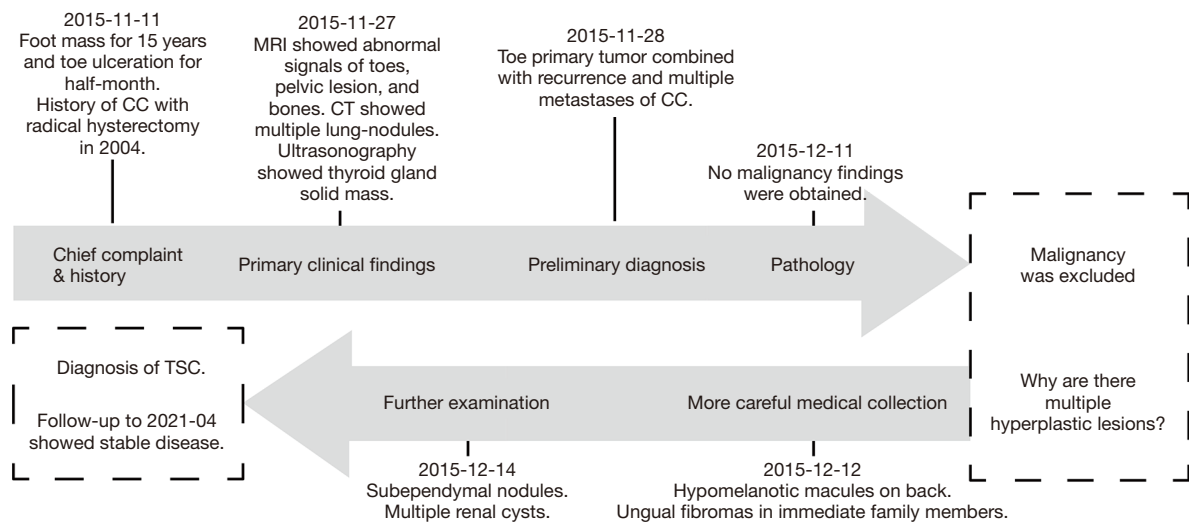 2015-11-11
Foot mass for 15 years
and toe ulceration for
half-month.
History of CC with
radical hysterectomy
in 2004.
2015-11-27
MRI showed abnormal
signals of toes,
pelvic lesion, and
bones. CT showed
multiple lung-nodules.
Ultrasonography
showed thyroid gland
solid mass.
2015-11-28
Toe primary tumor combined
with recurrence and multiple
metastases of CC.
2015-12-11
No malignancy findings
were obtained.
Chief complaint
& history
Primary clinical findings
Preliminary diagnosis
Pathology
Malignancy
was excluded
Why are there
multiple
hyperplastic lesions?
More careful medical collection
2015-12-12
Hypomelanotic macules on back.
Ungual fibromas in immediate family members.
Further examination
2015-12-14
Subependymal nodules.
Multiple renal cysts.
Diagnosis of TSC.
Follow-up to 2021-04
showed stable disease.